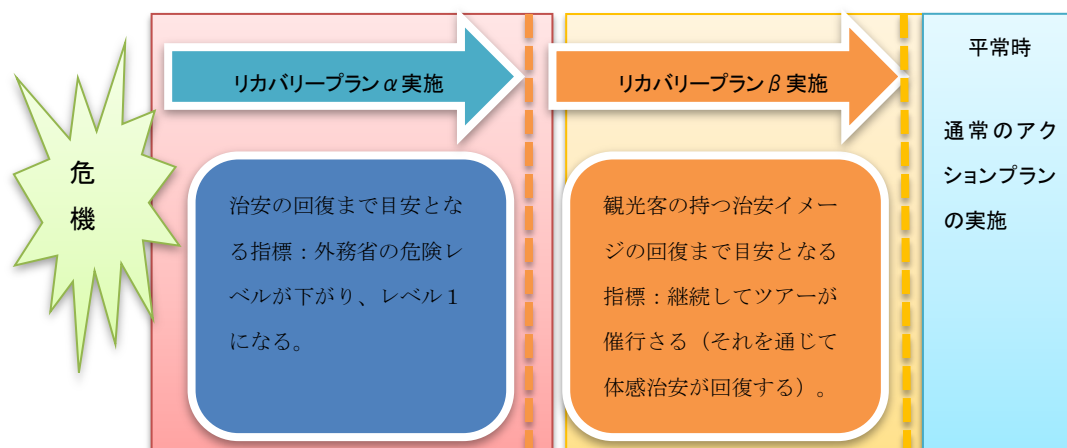 危
機
リカバリープランα実施
治安の回復まで目安とな
る指標：外務省の危険レ
ベルが下がり、レベル１
になる。
リカバリープランβ実施
観光客の持つ治安イメー
ジの回復まで目安となる
指標：継続してツアーが
催行さる（それを通じて
体感治安が回復する）。
平常時
通常のアク
ションプラン
の実施